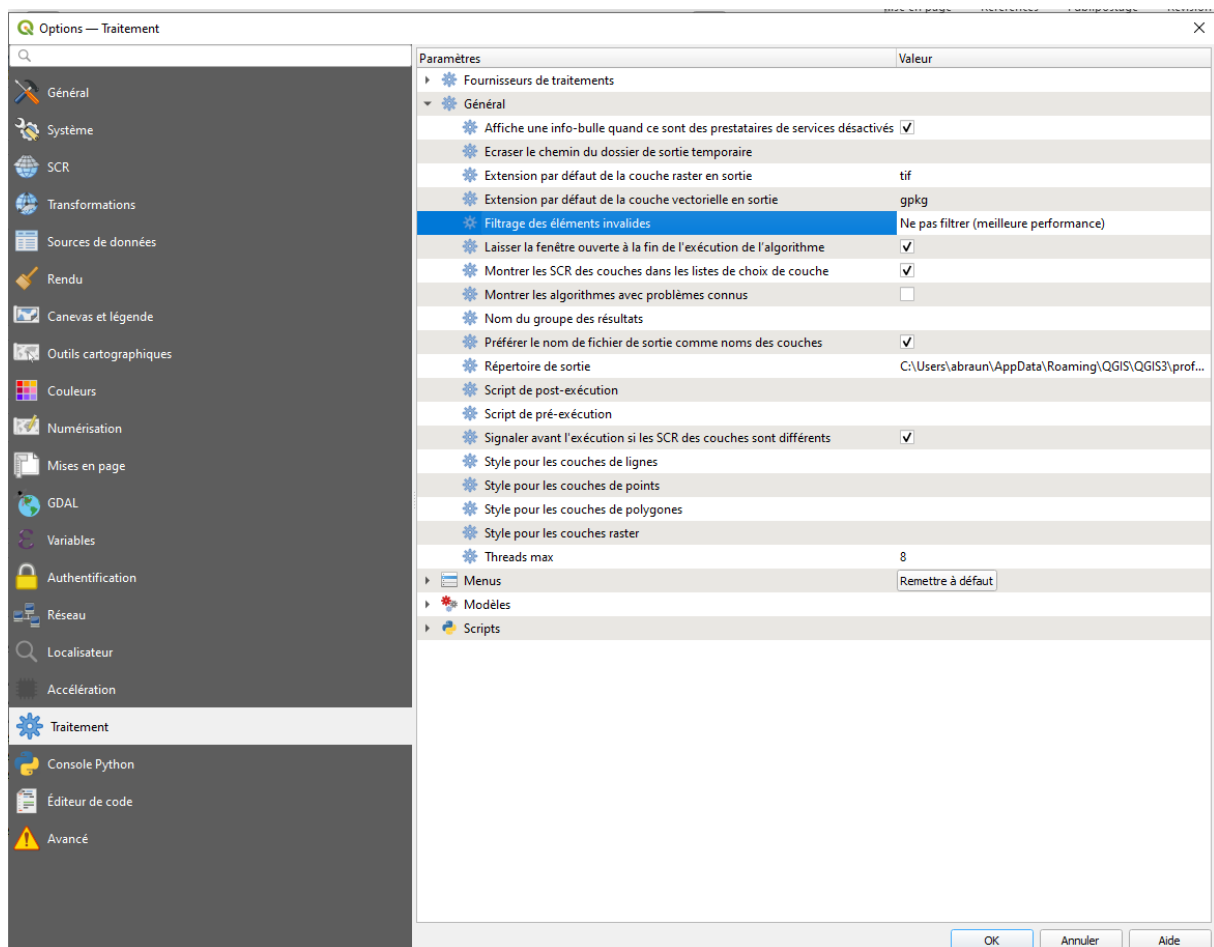 Mise en page Références Publipostage Révision
Options — Traitement
Général
Système
SCR
Transformations
Sources de données
Rendu
Canevas et légende
Outils cartographiques
Couleurs
Numérisation
Mises en page
GDAL
Variables
Authentification
Réseau
Localisateur
Accélération
Traitement
Console Python
Éditeur de code
Avancé
Paramètres Valeur
Fournisseurs de traitements
Général
Affiche une info-bulle quand ce sont des prestataires de services désactivés
Ecraser le chemin du dossier de sortie temporaire
Extension par défaut de la couche raster en sortie tif
Extension par défaut de la couche vectorielle en sortie gpkg
Filtrage des éléments invalides Ne pas filtrer (meilleure performance)
Laisser la fenêtre ouverte à la fin de l'exécution de l'algorithme
Montrer les SCR des couches dans les listes de choix de couche
Montrer les algorithmes avec problèmes connus
Nom du groupe des résultats
Préférer le nom de fichier de sortie comme noms des couches
Répertoire de sortie C:\Users\abraun\AppData\Roaming\QGIS\QGIS3\prof...
Script de post-exécution
Script de pré-exécution
Signaler avant l'exécution si les SCR des couches sont différents
Style pour les couches de lignes
Style pour les couches de points
Style pour les couches de polygones
Style pour les couches raster
Threads max 8
Menus Remettre à défaut
Modèles
Scripts
OK Annuler Aide